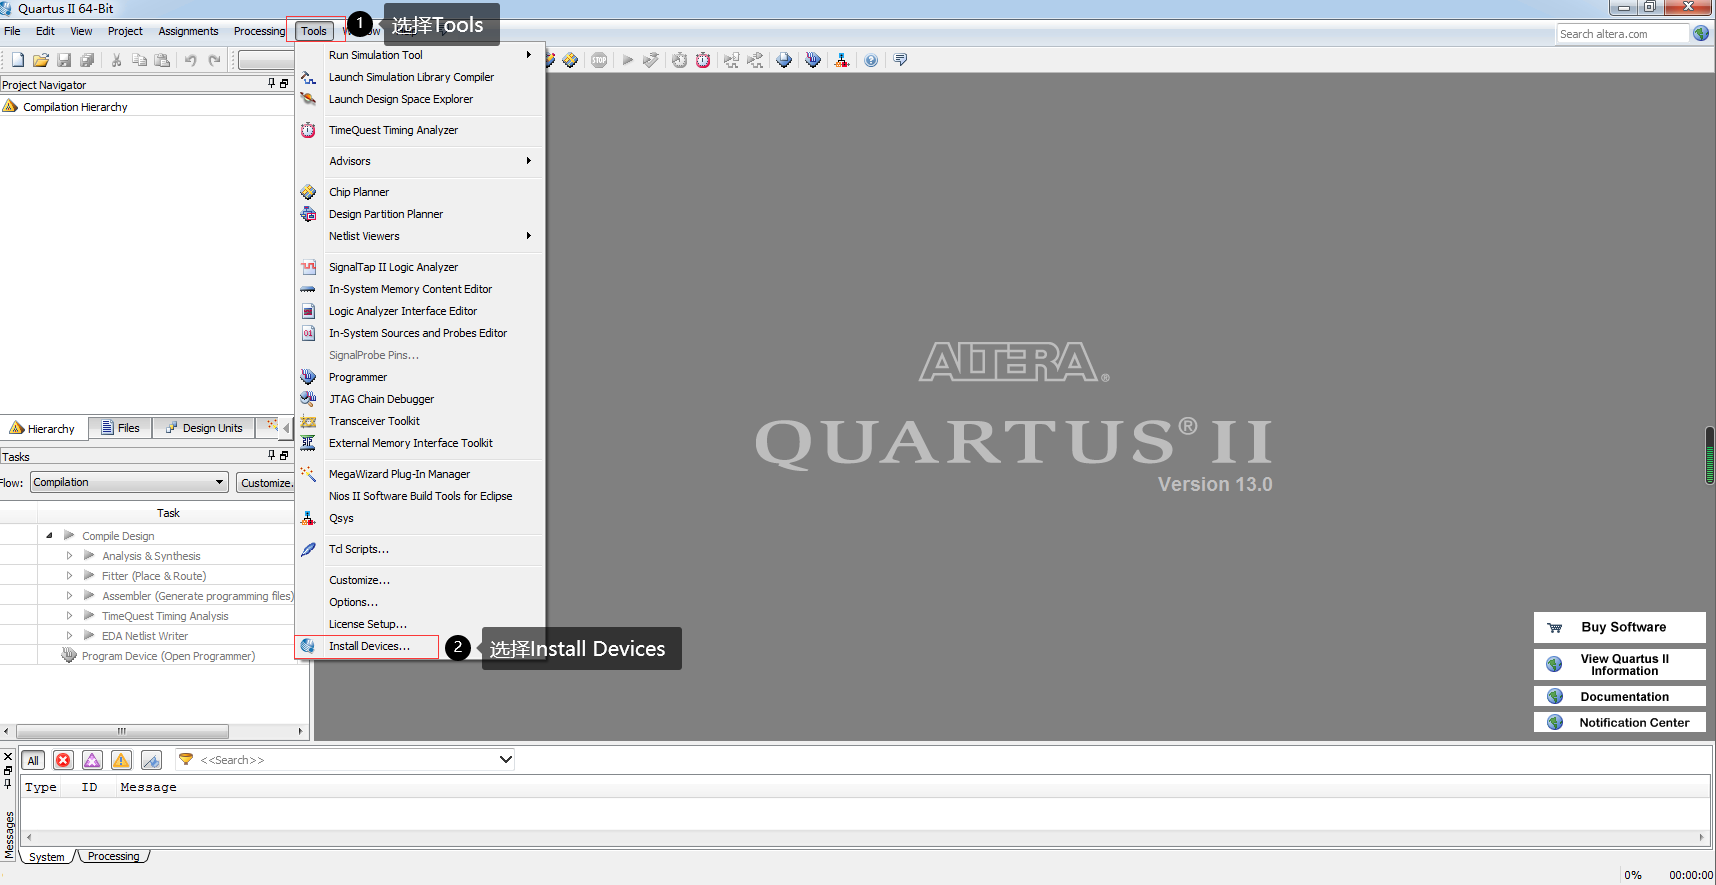 Quartus II 64-Bit
File Edit View Project Assignments Processing Tools
1 选择Tools
Search altera.com
Project Navigator
Compilation Hierarchy
Run Simulation Tool
Launch Simulation Library Compiler
Launch Design Space Explorer
TimeQuest Timing Analyzer
Advisors
Chip Planner
Design Partition Planner
Netlist Viewers
SignalTap II Logic Analyzer
In-System Memory Content Editor
Logic Analyzer Interface Editor
In-System Sources and Probes Editor
SignalProbe Pins...
Programmer
JTAG Chain Debugger
Transceiver Toolkit
External Memory Interface Toolkit
MegaWizard Plug-In Manager
Nios II Software Build Tools for Eclipse
Qsys
Tcl Scripts...
Customize...
Options...
License Setup...
Install Devices...
2 选择Install Devices
Hierarchy Files Design Units
Tasks
Flow: Compilation Customize.
Task
Compile Design
Analysis & Synthesis
Fitter (Place & Route)
Assembler (Generate programming files)
TimeQuest Timing Analysis
EDA Netlist Writer
Program Device (Open Programmer)
STOP
ALTERA®
QUARTUS® II
Version 13.0
Buy Software
View Quartus II
Information
Documentation
Notification Center
All <<Search>>
Type ID Message
Messages
System Processing
0% 00:00:00